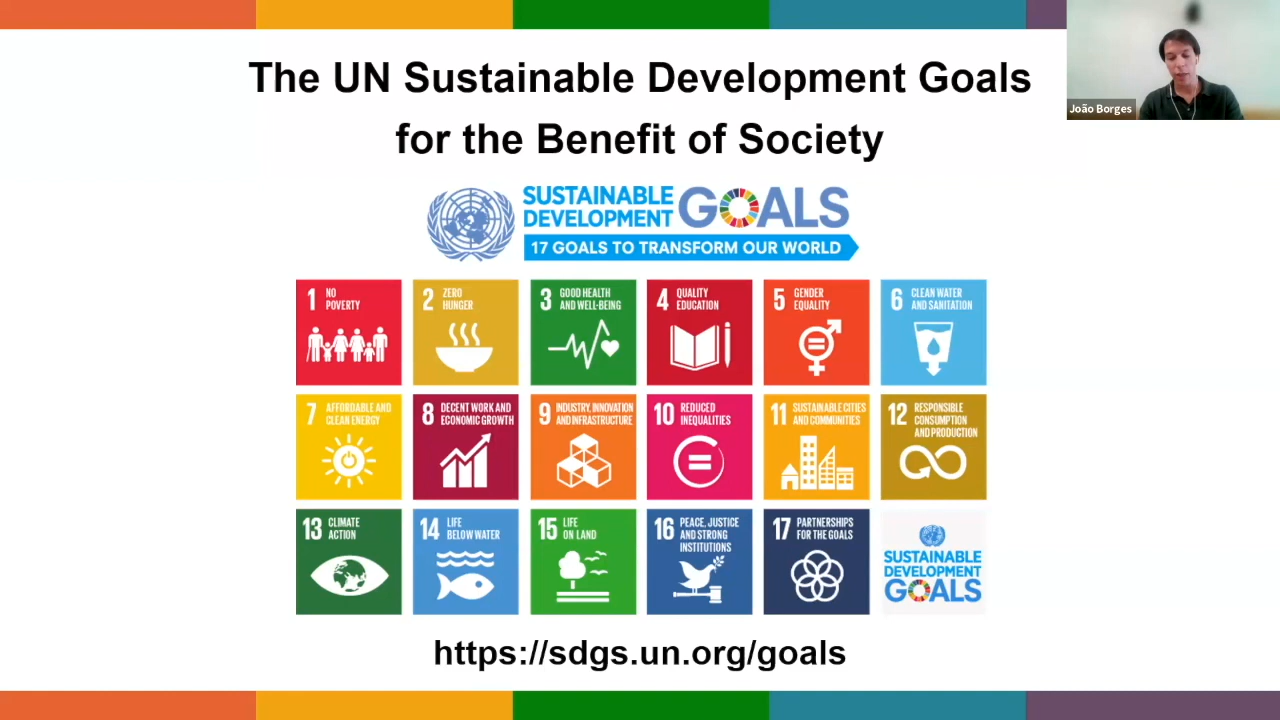 The UN Sustainable Development Goals
for the Benefit of Society
João Borges
SUSTAINABLE
DEVELOPMENT
GOALS
17 GOALS TO TRANSFORM OUR WORLD
1 NO
POVERTY
2 ZERO
HUNGER
3 GOOD HEALTH
AND WELL-BEING
4 QUALITY
EDUCATION
5 GENDER
EQUALITY
6 CLEAN WATER
AND SANITATION
7 AFFORDABLE AND
CLEAN ENERGY
8 DECENT WORK AND
ECONOMIC GROWTH
9 INDUSTRY, INNOVATION
AND INFRASTRUCTURE
10 REDUCED
INEQUALITIES
11 SUSTAINABLE CITIES
AND COMMUNITIES
12 RESPONSIBLE
CONSUMPTION
AND PRODUCTION
13 CLIMATE
ACTION
14 LIFE
BELOW WATER
15 LIFE
ON LAND
16 PEACE, JUSTICE
AND STRONG
INSTITUTIONS
17 PARTNERSHIPS
FOR THE GOALS
SUSTAINABLE
DEVELOPMENT
GOALS
https://sdgs.un.org/goals